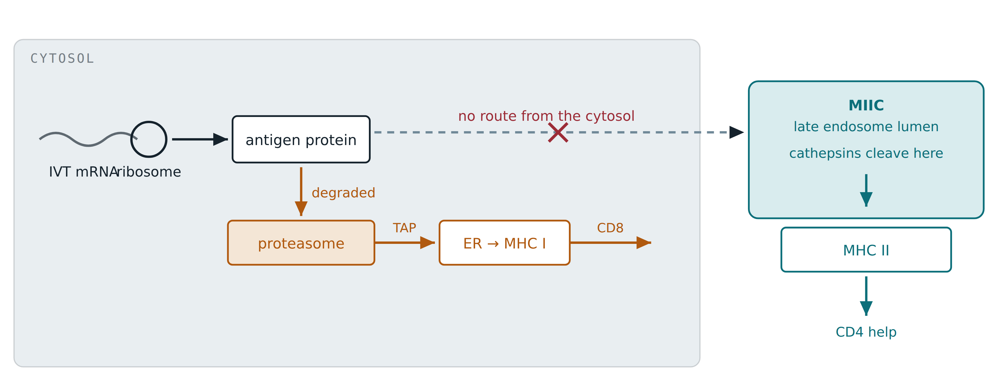 CYTOSOL
IVT mRNA
ribosome
antigen protein
no route from the cytosol
degraded
proteasome
TAP
ER → MHC I
CD8
MIIC
late endosome lumen
cathepsins cleave here
MHC II
CD4 help